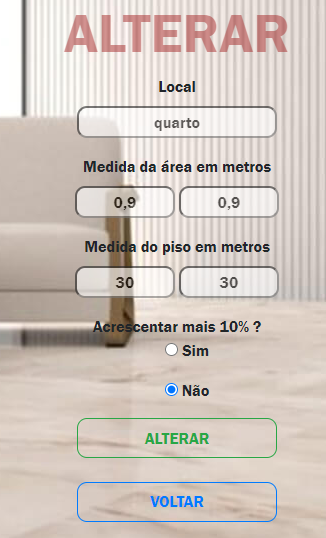 ALTERAR
Local
quarto
Medida da área em metros
0,9 0,9
Medida do piso em metros
30 30
Acrescentar mais 10% ?
Sim
Não
ALTERAR
VOLTAR